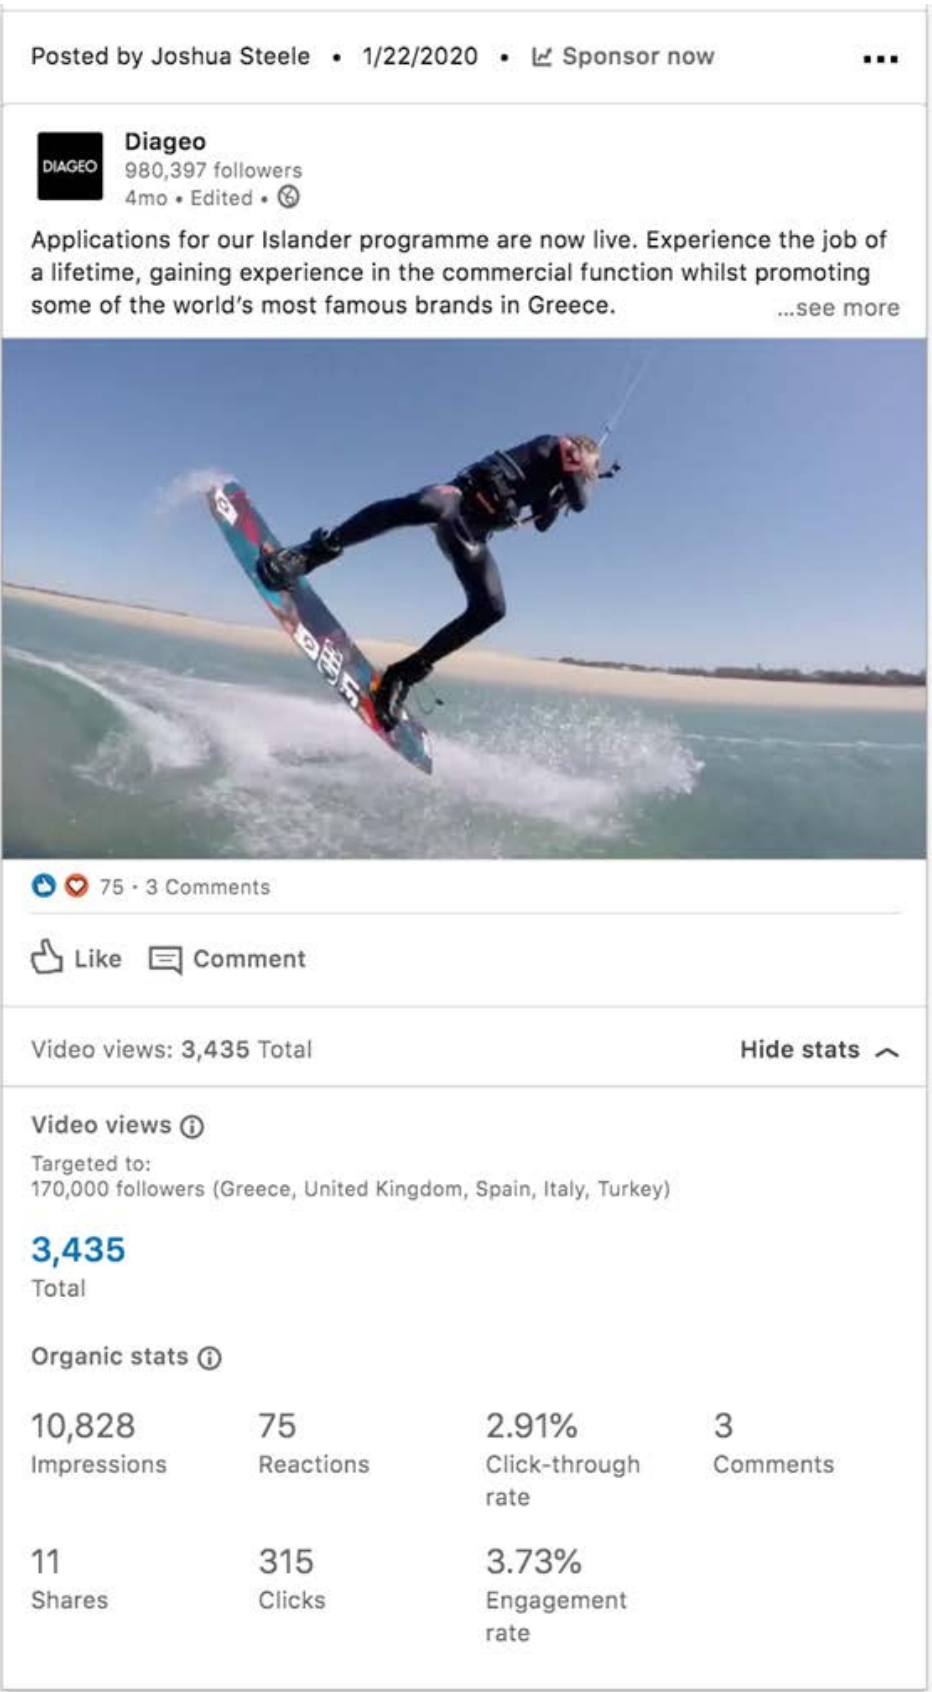 Posted by Joshua Steele • 1/22/2020 • Sponsor now
DIAGEO
Diageo
980,397 followers
4mo • Edited •
Applications for our Islander programme are now live. Experience the job of
a lifetime, gaining experience in the commercial function whilst promoting
some of the world's most famous brands in Greece. ...see more
75 · 3 Comments
Like Comment
Video views: 3,435 Total Hide stats
Video views
Targeted to:
170,000 followers (Greece, United Kingdom, Spain, Italy, Turkey)
3,435
Total
Organic stats
10,828 75 2.91% 3
Impressions Reactions Click-through Comments
rate
11 315 3.73%
Shares Clicks Engagement
rate